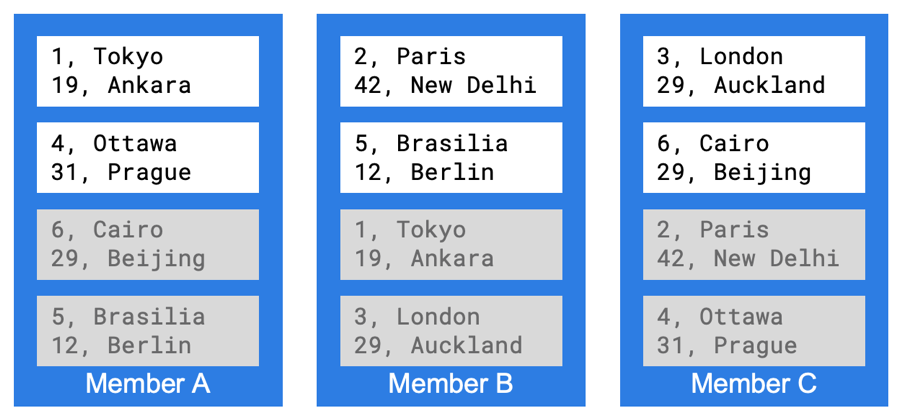 1, Tokyo
19, Ankara
4, Ottawa
31, Prague
6, Cairo
29, Beijing
5, Brasilia
12, Berlin
Member A
2, Paris
42, New Delhi
5, Brasilia
12, Berlin
1, Tokyo
19, Ankara
3, London
29, Auckland
Member B
3, London
29, Auckland
6, Cairo
29, Beijing
2, Paris
42, New Delhi
4, Ottawa
31, Prague
Member C